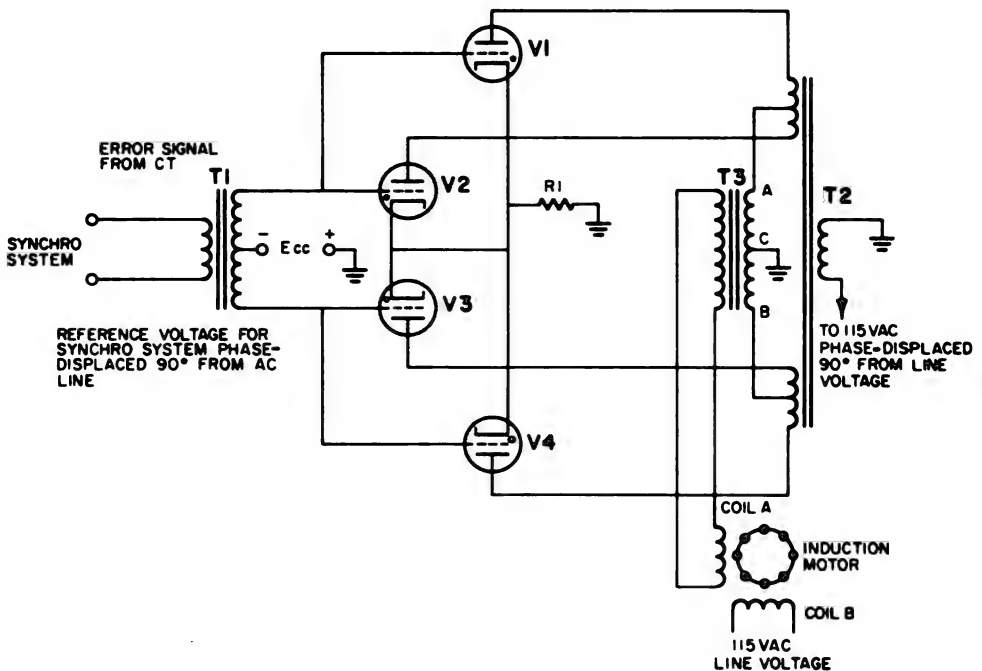 V1
ERROR SIGNAL
FROM CT
T1
V2
R1
T3
A
T2
SYNCHRO
SYSTEM
- Ecc +
C
V3
B
REFERENCE VOLTAGE FOR
SYNCHRO SYSTEM PHASE-
DISPLACED 90° FROM AC
LINE
TO 115 VAC
PHASE-DISPLACED
90° FROM LINE
VOLTAGE
V4
COIL A
INDUCTION
MOTOR
COIL B
115 VAC
LINE VOLTAGE